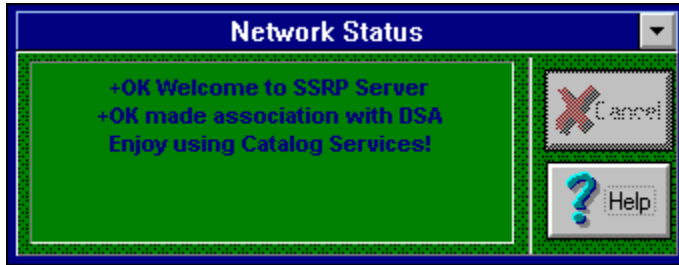 Network Status
+OK Welcome to SSRP Server
+OK made association with DSA
Enjoy using Catalog Services!
Cancel
Help